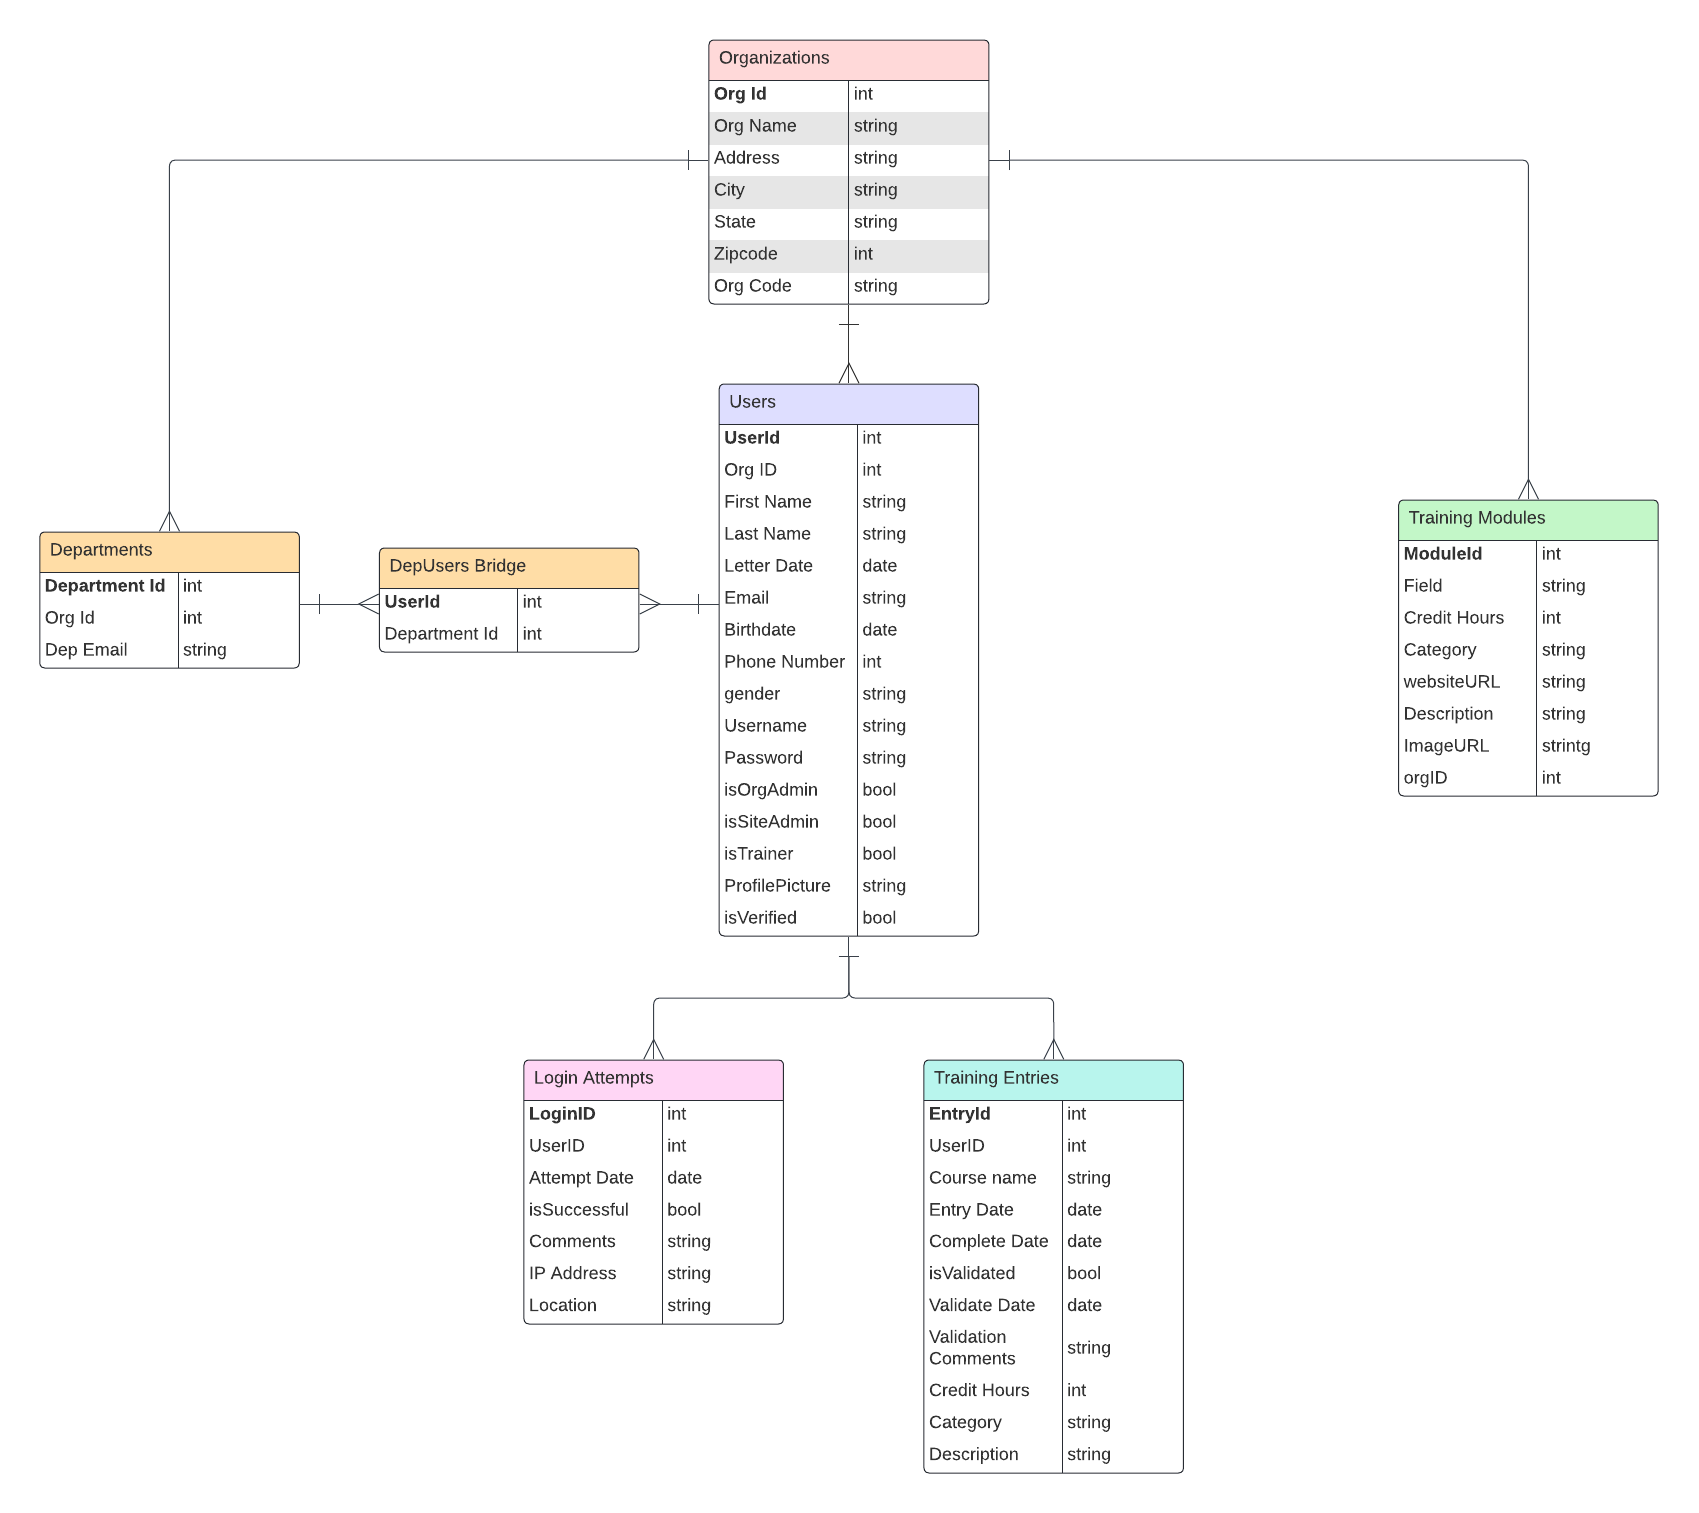 Organizations
Org Id int
Org Name string
Address string
City string
State string
Zipcode int
Org Code string
Users
UserId int
Org ID int
First Name string
Last Name string
Letter Date date
Email string
Birthdate date
Phone Number int
gender string
Username string
Password string
isOrgAdmin bool
isSiteAdmin bool
isTrainer bool
ProfilePicture string
isVerified bool
Departments
Department Id int
Org Id int
Dep Email string
DepUsers Bridge
UserId int
Department Id int
Training Modules
ModuleId int
Field string
Credit Hours int
Category string
websiteURL string
Description string
ImageURL strintg
orgID int
Login Attempts
LoginID int
UserID int
Attempt Date date
isSuccessful bool
Comments string
IP Address string
Location string
Training Entries
EntryId int
UserID int
Course name string
Entry Date date
Complete Date date
isValidated bool
Validate Date date
Validation
Comments string
Credit Hours int
Category string
Description string